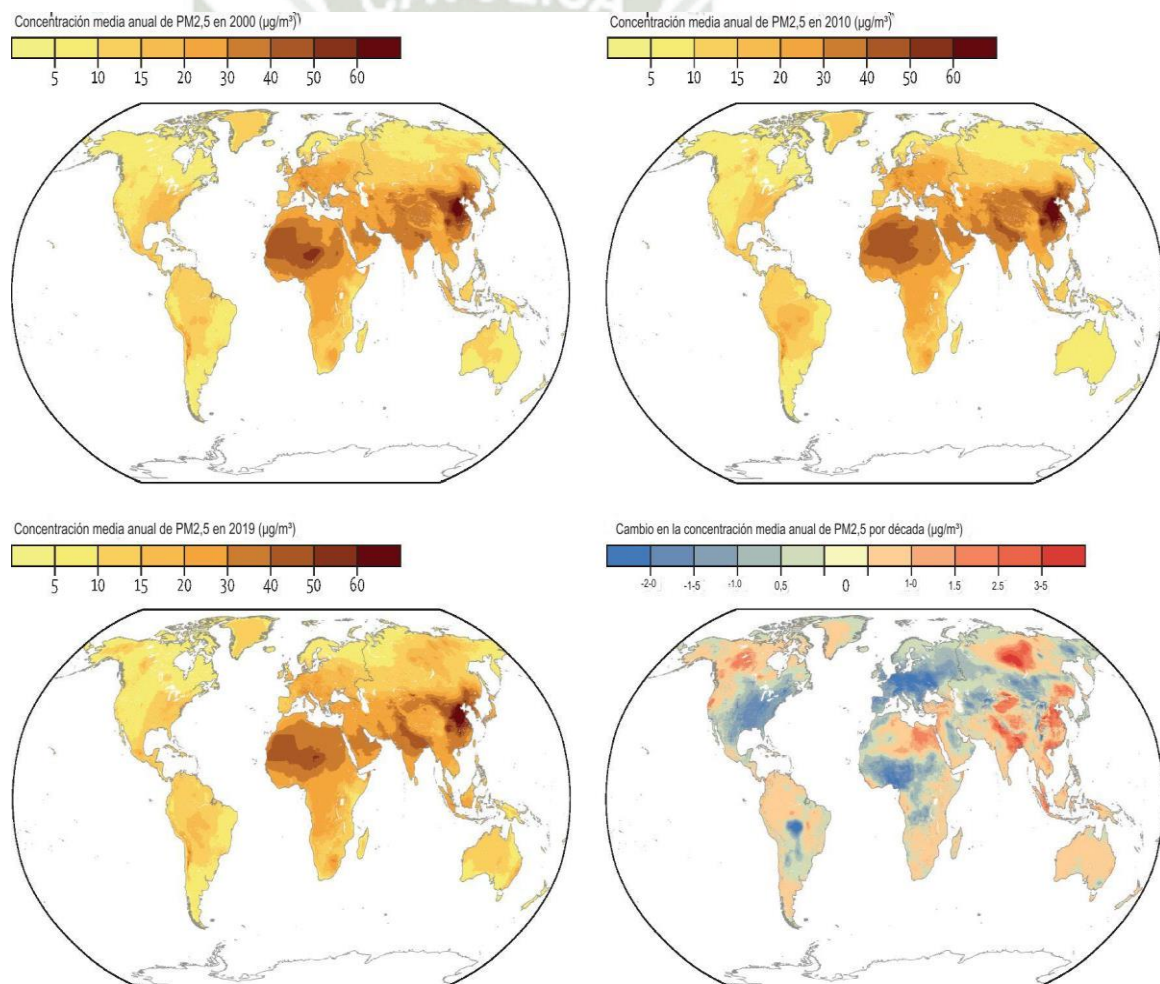 Concentración media anual de PM2,5 en 2000 (µg/m³)
5 10 15 20 30 40 50 60
Concentración media anual de PM2,5 en 2010 (µg/m³)
5 10 15 20 30 40 50 60
Concentración media anual de PM2,5 en 2019 (µg/m³)
5 10 15 20 30 40 50 60
Cambio en la concentración media anual de PM2,5 por década (µg/m³)
-2-0 -1-5 -1.0 0,5 0 1-0 1.5 2.5 3-5